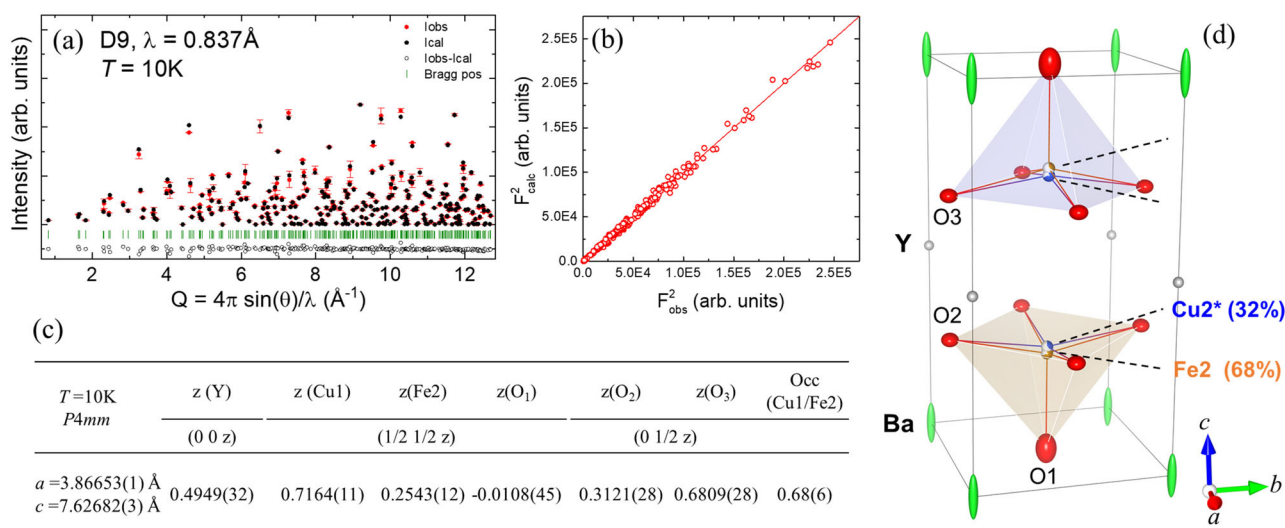 (a)
D9, λ = 0.837Å
T = 10K
Iobs
Ical
Iobs-Ical
Bragg pos
Intensity (arb. units)
2 4 6 8 10 12
Q = 4π sin(θ)/λ (Å⁻¹)
(b)
F²calc (arb. units)
2.5E5
2.0E5
1.5E5
1.0E5
5.0E4
0.0
0.0 5.0E4 1.0E5 1.5E5 2.0E5 2.5E5
F²obs (arb. units)
(c)
T =10K
P4mm
z (Y) z (Cu1) z(Fe2) z(O₁) z(O₂) z(O₃) Occ (Cu1/Fe2)
(0 0 z) (1/2 1/2 z) (0 1/2 z)
a =3.86653(1) Å
c =7.62682(3) Å
0.4949(32) 0.7164(11) 0.2543(12) -0.0108(45) 0.3121(28) 0.6809(28) 0.68(6)
(d)
O3
Y
O2
Cu2* (32%)
Fe2 (68%)
Ba
O1
c
b
a